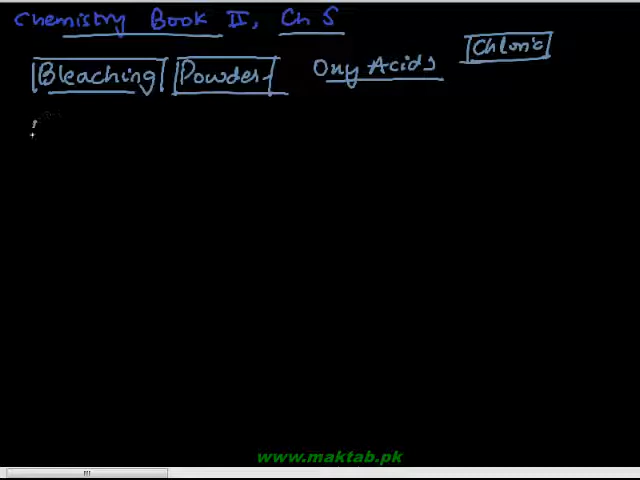 Chemistry Book II, Ch 5
Bleaching Powder Oxy Acids Chloric
www.maktab.pk